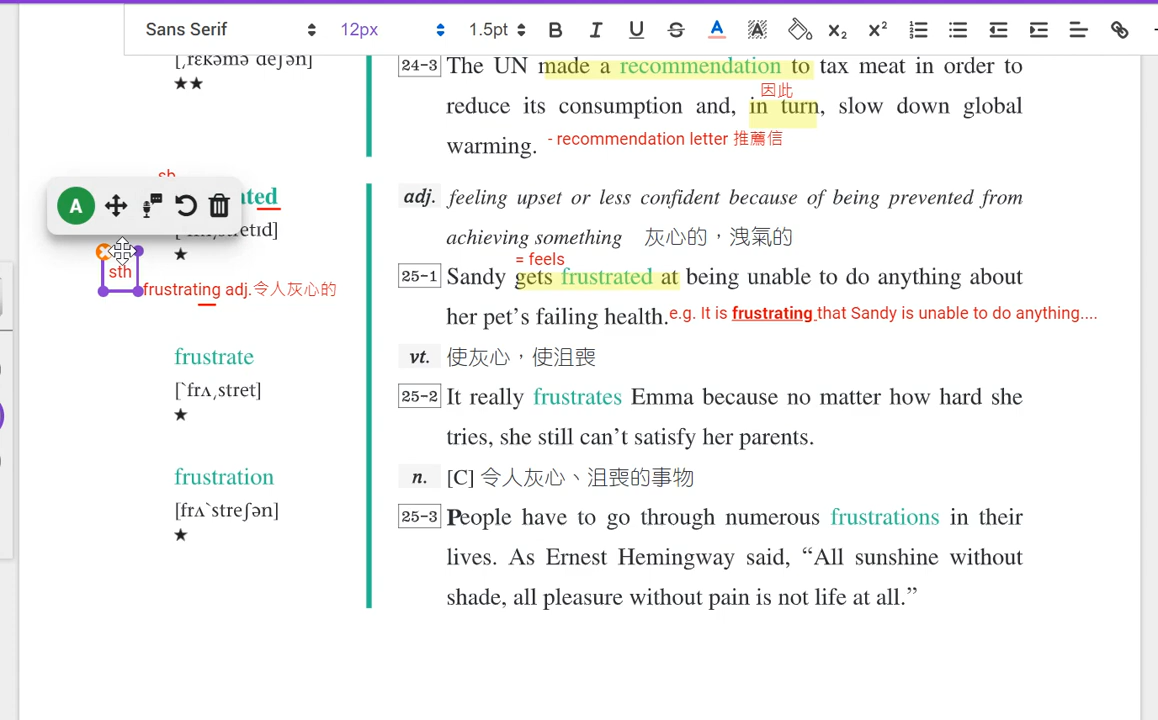 Sans Serif 12px 1.5pt B I U S A A x₂ x²
24-3 The UN made a recommendation to tax meat in order to
★★
因此
reduce its consumption and, in turn, slow down global
warming. - recommendation letter 推薦信
A
adj. feeling upset or less confident because of being prevented from
achieving something 灰心的，洩氣的
★
= feels
sth
25-1 Sandy gets frustrated at being unable to do anything about
frustrating adj.令人灰心的
her pet's failing health. e.g. It is frustrating that Sandy is unable to do anything....
frustrate
vt. 使灰心，使沮喪
[ˋfrʌˏstret]
25-2 It really frustrates Emma because no matter how hard she
★
tries, she still can't satisfy her parents.
frustration
n. [C] 令人灰心、沮喪的事物
[frʌˋstreʃən]
25-3 People have to go through numerous frustrations in their
★
lives. As Ernest Hemingway said, “All sunshine without
shade, all pleasure without pain is not life at all.”